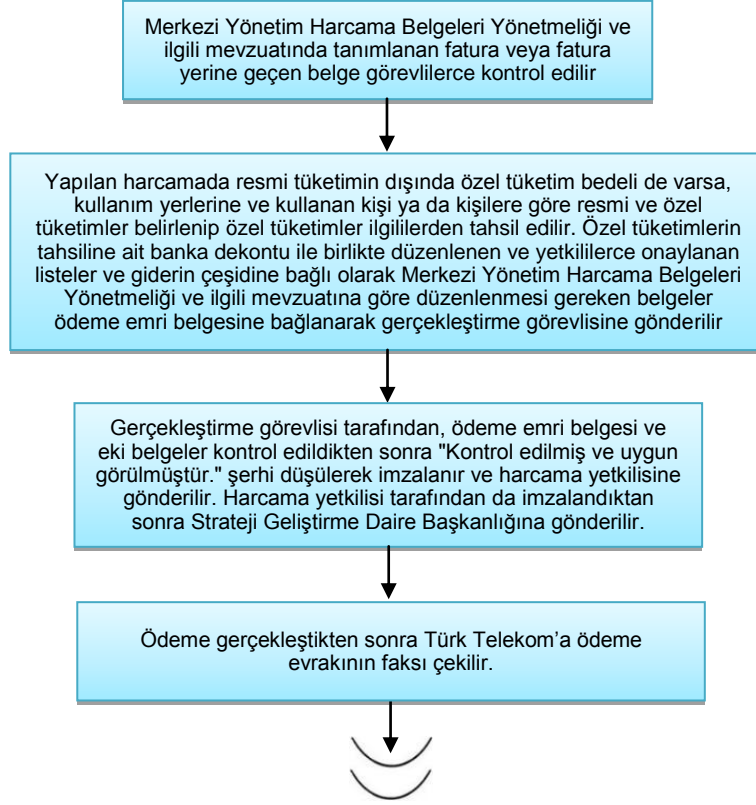 Merkezi Yönetim Harcama Belgeleri Yönetmeliği ve
ilgili mevzuatında tanımlanan fatura veya fatura
yerine geçen belge görevlilerce kontrol edilir
Yapılan harcamada resmi tüketimin dışında özel tüketim bedeli de varsa,
kullanım yerlerine ve kullanan kişi ya da kişilere göre resmi ve özel
tüketimler belirlenip özel tüketimler ilgililerden tahsil edilir. Özel tüketimlerin
tahsiline ait banka dekontu ile birlikte düzenlenen ve yetkililerce onaylanan
listeler ve giderin çeşidine bağlı olarak Merkezi Yönetim Harcama Belgeleri
Yönetmeliği ve ilgili mevzuatına göre düzenlenmesi gereken belgeler
ödeme emri belgesine bağlanarak gerçekleştirme görevlisine gönderilir
Gerçekleştirme görevlisi tarafından, ödeme emri belgesi ve
eki belgeler kontrol edildikten sonra "Kontrol edilmiş ve uygun
görülmüştür." şerhi düşülerek imzalanır ve harcama yetkilisine
gönderilir. Harcama yetkilisi tarafından da imzalandıktan
sonra Strateji Geliştirme Daire Başkanlığına gönderilir.
Ödeme gerçekleştikten sonra Türk Telekom’a ödeme
evrakının faksı çekilir.